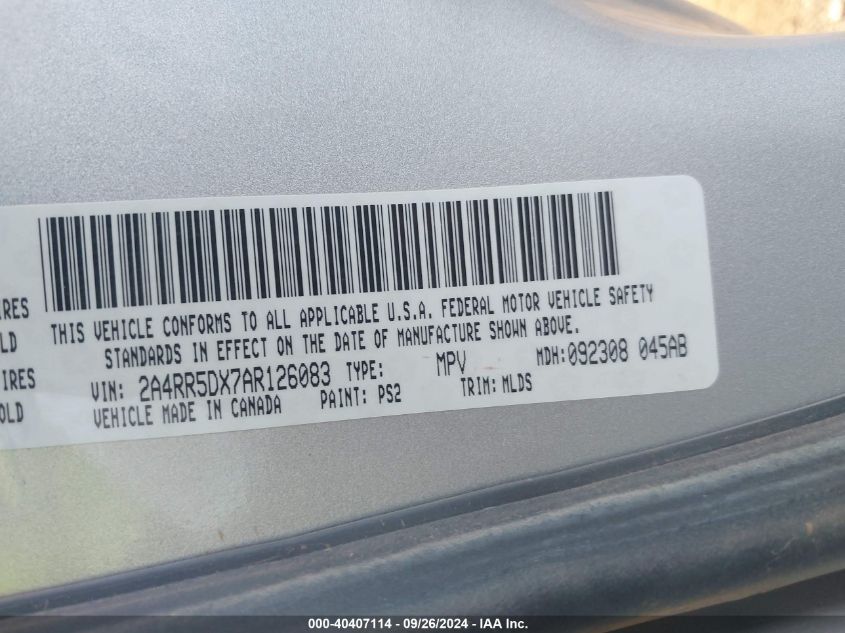 IRES
LD
IRES
OLD
THIS VEHICLE CONFORMS TO ALL APPLICABLE U.S.A. FEDERAL MOTOR VEHICLE SAFETY
STANDARDS IN EFFECT ON THE DATE OF MANUFACTURE SHOWN ABOVE.
VIN: 2A4RR5DX7AR126083 TYPE: MPV MDH:092308 045AB
VEHICLE MADE IN CANADA PAINT: PS2 TRIM: MLDS
000-40407114 - 09/26/2024 - IAA Inc.